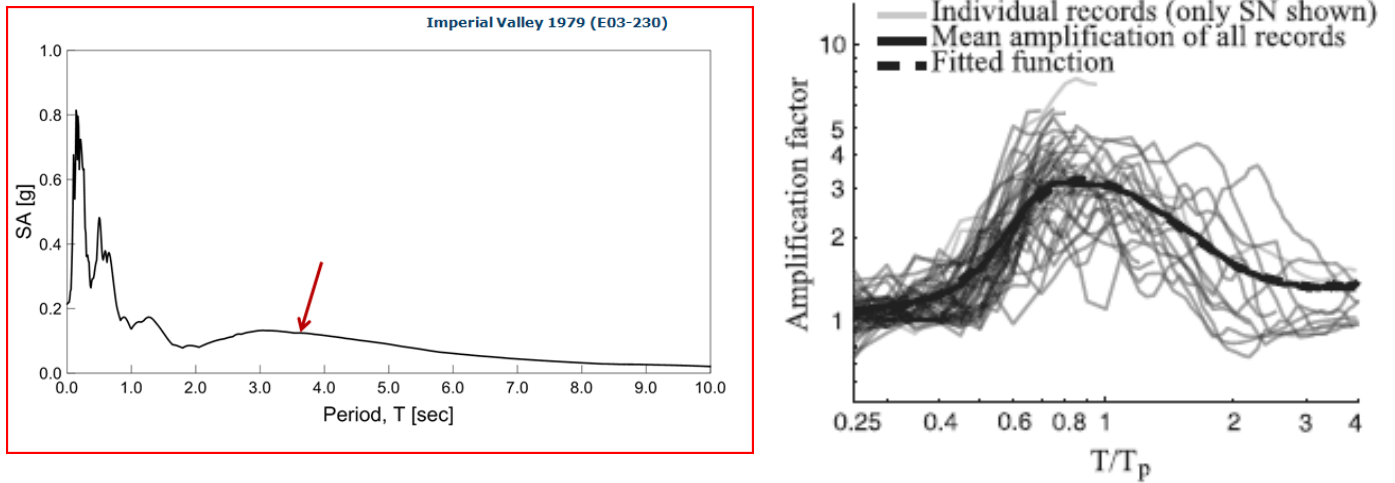 Imperial Valley 1979 (E03-230)
1.0
0.8
0.6
0.4
0.2
0.0
SA [g]
0.0 1.0 2.0 3.0 4.0 5.0 6.0 7.0 8.0 9.0 10.0
Period, T [sec]
Individual records (only SN shown)
Mean amplification of all records
Fitted function
10
5
4
3
2
1
Amplification factor
0.25 0.4 0.6 0.8 1 2 3 4
T/Tp